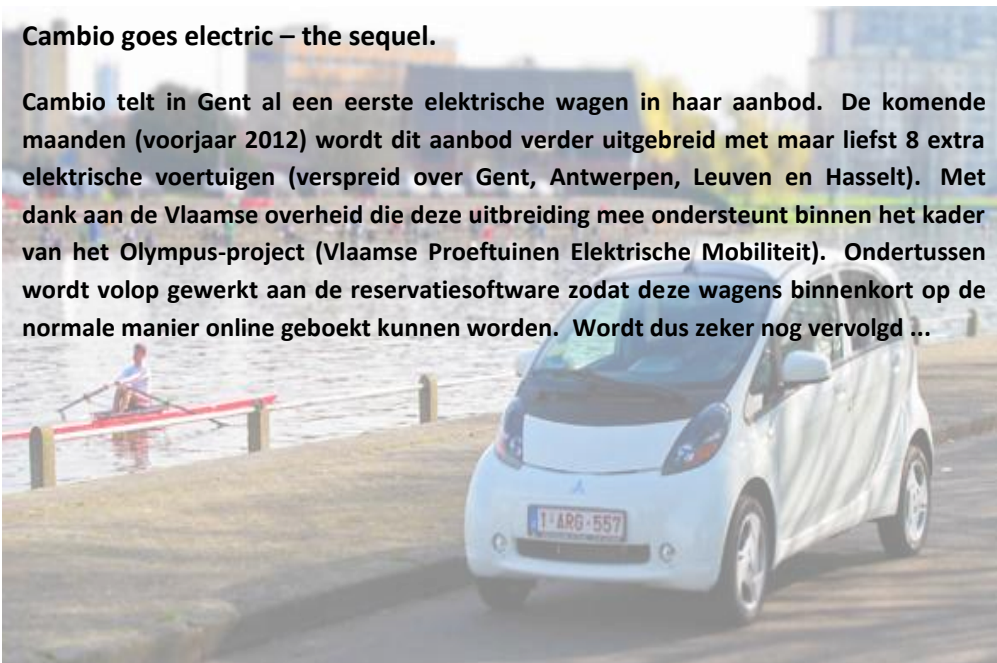 Cambio goes electric – the sequel.
Cambio telt in Gent al een eerste elektrische wagen in haar aanbod. De komende
maanden (voorjaar 2012) wordt dit aanbod verder uitgebreid met maar liefst 8 extra
elektrische voertuigen (verspreid over Gent, Antwerpen, Leuven en Hasselt). Met
dank aan de Vlaamse overheid die deze uitbreiding mee ondersteunt binnen het kader
van het Olympus-project (Vlaamse Proeftuinen Elektrische Mobiliteit). Ondertussen
wordt volop gewerkt aan de reservatiesoftware zodat deze wagens binnenkort op de
normale manier online geboekt kunnen worden. Wordt dus zeker nog vervolgd ...
1-ARG-557